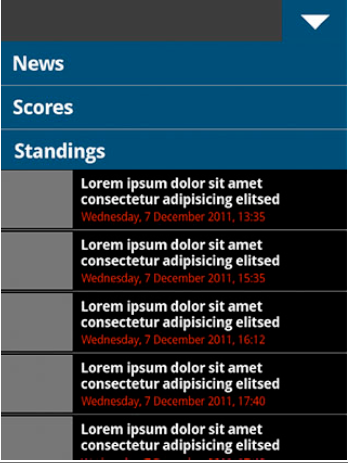 News
Scores
Standings
Lorem ipsum dolor sit amet
consectetur adipisicing elitsed
Wednesday, 7 December 2011, 13:35
Lorem ipsum dolor sit amet
consectetur adipisicing elitsed
Wednesday, 7 December 2011, 15:35
Lorem ipsum dolor sit amet
consectetur adipisicing elitsed
Wednesday, 7 December 2011, 16:12
Lorem ipsum dolor sit amet
consectetur adipisicing elitsed
Wednesday, 7 December 2011, 17:40
Lorem ipsum dolor sit amet
consectetur adipisicing elitsed